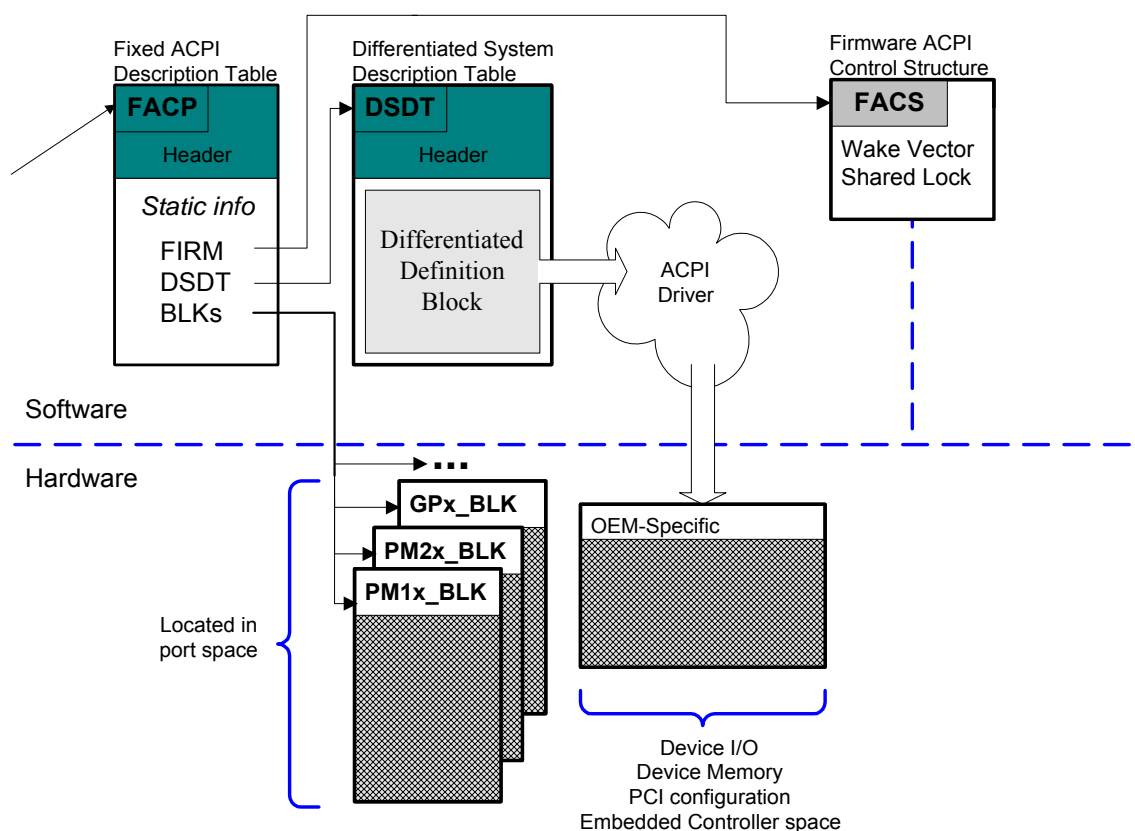 Fixed ACPI
Description Table
FACP
Header
Static info
FIRM
DSDT
BLKs
Differentiated System
Description Table
DSDT
Header
Differentiated
Definition
Block
ACPI
Driver
Firmware ACPI
Control Structure
FACS
Wake Vector
Shared Lock
Software
Hardware
...
GPx_BLK
PM2x_BLK
PM1x_BLK
Located in
port space
OEM-Specific
Device I/O
Device Memory
PCI configuration
Embedded Controller space